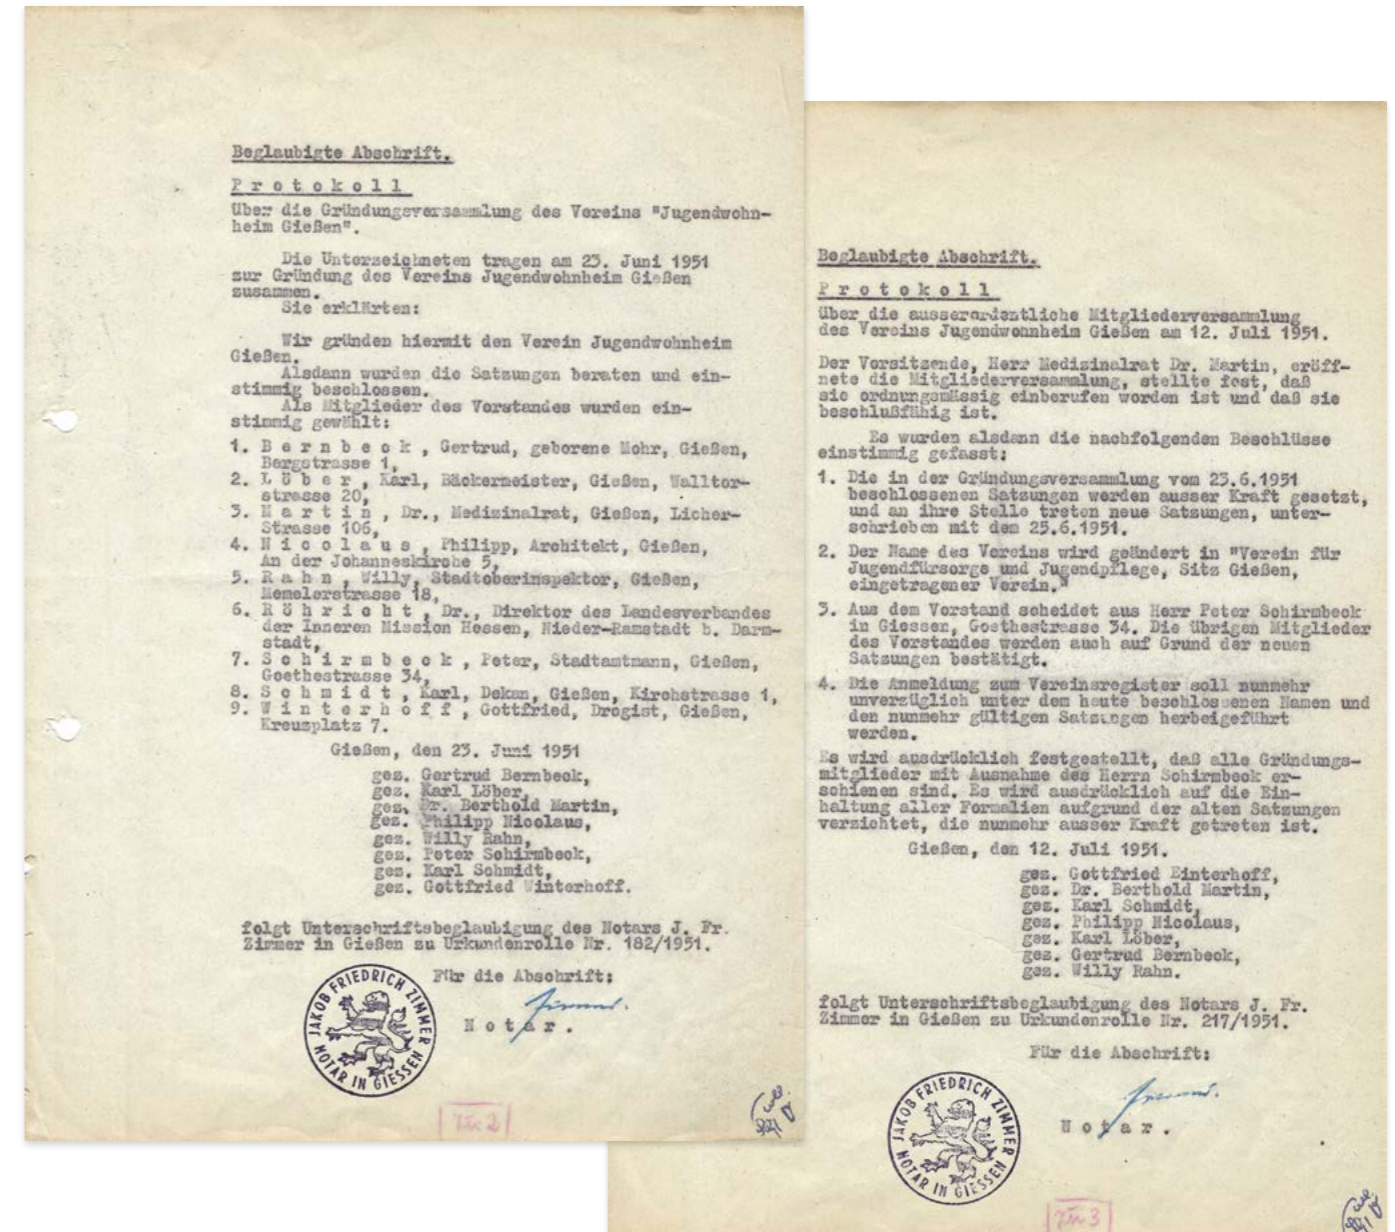 Beglaubigte Abschrift.
Protokoll
über die Gründungsversammlung des Vereins "Jugendwohn-
heim Gießen".
Die Unterzeichneten tragen am 23. Juni 1951
zur Gründung des Vereins Jugendwohnheim Gießen
zusammen.
Sie erklärten:
Wir gründen hiermit den Verein Jugendwohnheim
Gießen.
Alsdann wurden die Satzungen beraten und ein-
stimmig beschlossen.
Als Mitglieder des Vorstandes wurden ein-
stimmig gewählt:
1. Bernbeck, Gertrud, geborene Mohr, Gießen,
Bergstrasse 1,
2. Löber, Karl, Bäckermeister, Gießen, Walltor-
strasse 20,
3. Martin, Dr., Medizinalrat, Gießen, Licher-
Strasse 106,
4. Nicolaus, Philipp, Architekt, Gießen,
An der Johanneskirche 5,
5. Rahn, Willy, Stadtoberinspektor, Gießen,
Memelerstrasse 18,
6. Röhricht, Dr., Direktor des Landesverbandes
der Inneren Mission Hessen, Nieder-Ramstadt b. Darm-
stadt,
7. Schirmbeck, Peter, Stadtamtmann, Gießen,
Goethestrasse 34,
8. Schmidt, Karl, Dekan, Gießen, Kirchstrasse 1,
9. Winterhoff, Gottfried, Drogist, Gießen,
Kreuzplatz 7.
Gießen, den 23. Juni 1951
gez. Gertrud Bernbeck,
gez. Karl Löber,
gez. Dr. Berthold Martin,
gez. Philipp Nicolaus,
gez. Willy Rahn,
gez. Peter Schirmbeck,
gez. Karl Schmidt,
gez. Gottfried Winterhoff.
folgt Unterschriftsbeglaubigung des Notars J. Fr.
Zimmer in Gießen zu Urkundenrolle Nr. 182/1951.
Für die Abschrift:
Notar.
JAKOB FRIEDRICH ZIMMER
NOTAR IN GIESSEN
Beglaubigte Abschrift.
Protokoll
über die ausserordentliche Mitgliederversammlung
des Vereins Jugendwohnheim Gießen am 12. Juli 1951.
Der Vorsitzende, Herr Medizinalrat Dr. Martin, eröff-
nete die Mitgliederversammlung, stellte fest, daß
sie ordnungsmässig einberufen worden ist und daß sie
beschlußfähig ist.
Es wurden alsdann die nachfolgenden Beschlüsse
einstimmig gefasst:
1. Die in der Gründungsversammlung vom 23.6.1951
beschlossenen Satzungen werden ausser Kraft gesetzt,
und an ihre Stelle treten neue Satzungen, unter-
schrieben mit dem 25.6.1951.
2. Der Name des Vereins wird geändert in "Verein für
Jugendfürsorge und Jugendpflege, Sitz Gießen,
eingetragener Verein."
3. Aus dem Vorstand scheidet aus Herr Peter Schirmbeck
in Giessen, Goethestrasse 34. Die übrigen Mitglieder
des Vorstandes werden auch auf Grund der neuen
Satzungen bestätigt.
4. Die Anmeldung zum Vereinsregister soll nunmehr
unverzüglich unter dem heute beschlossenen Namen und
den nunmehr gültigen Satzungen herbeigeführt
werden.
Es wird ausdrücklich festgestellt, daß alle Gründungs-
mitglieder mit Ausnahme des Herrn Schirmbeck er-
schienen sind. Es wird ausdrücklich auf die Ein-
haltung aller Formalien aufgrund der alten Satzungen
verzichtet, die nunmehr ausser Kraft getreten ist.
Gießen, den 12. Juli 1951.
gez. Gottfried Einterhoff,
gez. Dr. Berthold Martin,
gez. Karl Schmidt,
gez. Philipp Nicolaus,
gez. Karl Löber,
gez. Gertrud Bernbeck,
gez. Willy Rahn.
folgt Unterschriftsbeglaubigung des Notars J. Fr.
Zimmer in Gießen zu Urkundenrolle Nr. 217/1951.
Für die Abschrift:
Notar.
JAKOB FRIEDRICH ZIMMER
NOTAR IN GIESSEN